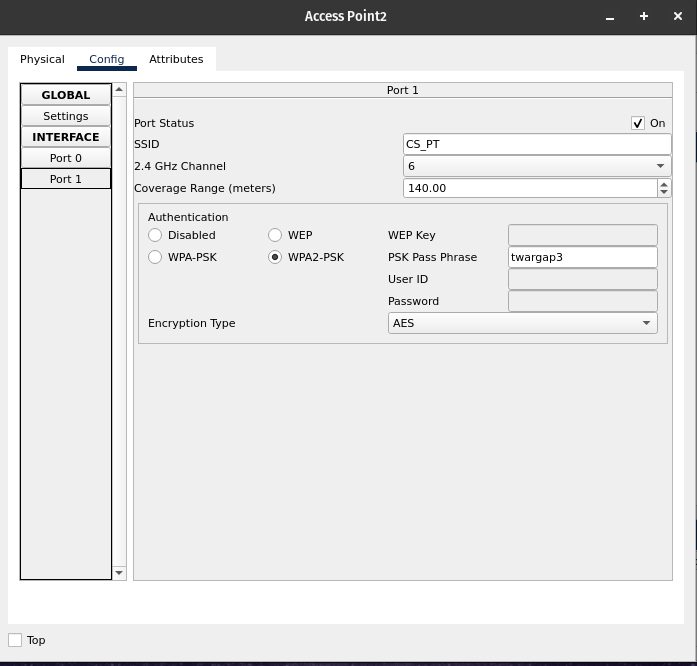 Access Point2
Physical Config Attributes
GLOBAL
Settings
INTERFACE
Port 0
Port 1
Port 1
Port Status On
SSID CS_PT
2.4 GHz Channel 6
Coverage Range (meters) 140.00
Authentication
Disabled WEP WEP Key
WPA-PSK WPA2-PSK PSK Pass Phrase twargap3
User ID
Password
Encryption Type AES
Top